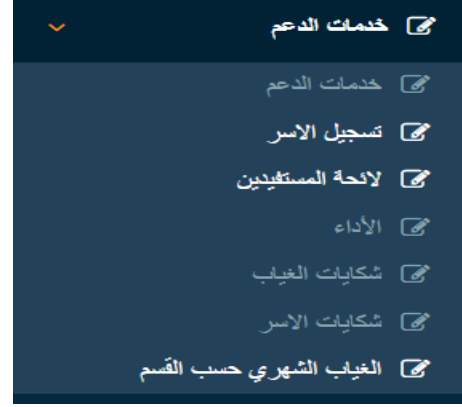 خدمات الدعم
خدمات الدعم
تسجيل الاسر
لائحة المستفيدين
الأداء
شكايات الغياب
شكايات الاسر
الغياب الشهري حسب القسم